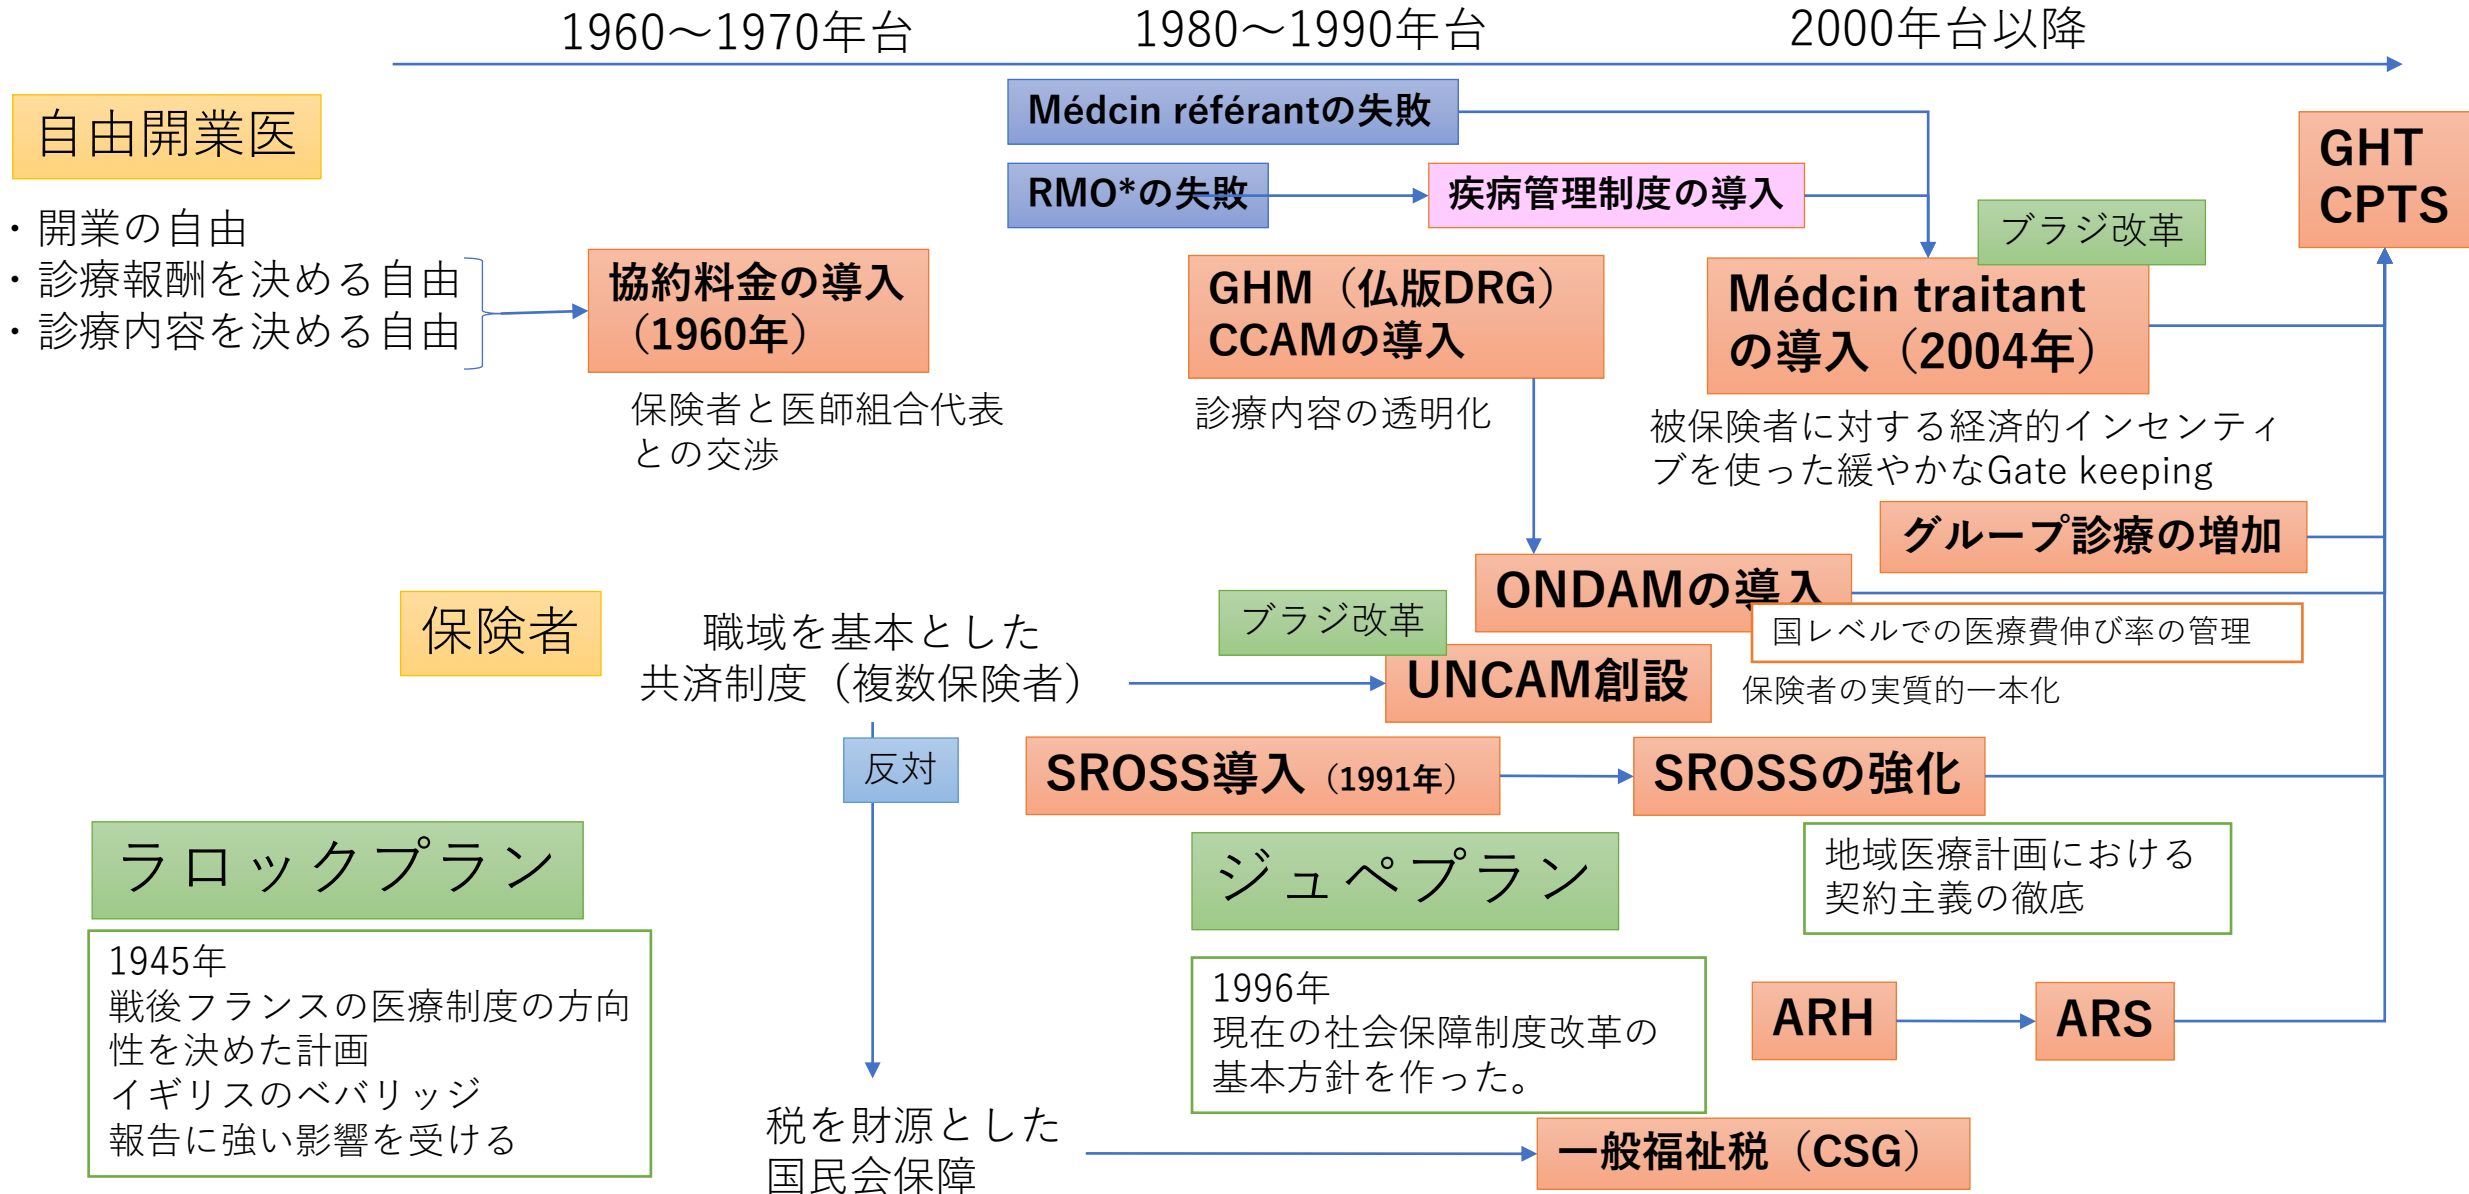 1960～1970年台
1980～1990年台
2000年台以降
自由開業医
・開業の自由
・診療報酬を決める自由
・診療内容を決める自由
協約料金の導入
（1960年）
保険者と医師組合代表
との交渉
Médcin référantの失敗
RMO*の失敗
疾病管理制度の導入
GHM（仏版DRG）
CCAMの導入
診療内容の透明化
ブラジ改革
Médcin traitant
の導入（2004年）
被保険者に対する経済的インセンティ
ブを使った緩やかなGate keeping
GHT
CPTS
グループ診療の増加
ONDAMの導入
国レベルでの医療費伸び率の管理
保険者
職域を基本とした
共済制度（複数保険者）
ブラジ改革
UNCAM創設
保険者の実質的一本化
反対
SROSS導入（1991年）
SROSSの強化
地域医療計画における
契約主義の徹底
ラロックプラン
1945年
戦後フランスの医療制度の方向
性を決めた計画
イギリスのベバリッジ
報告に強い影響を受ける
ジュペプラン
1996年
現在の社会保障制度改革の
基本方針を作った。
ARH
ARS
税を財源とした
国民会保障
一般福祉税（CSG）